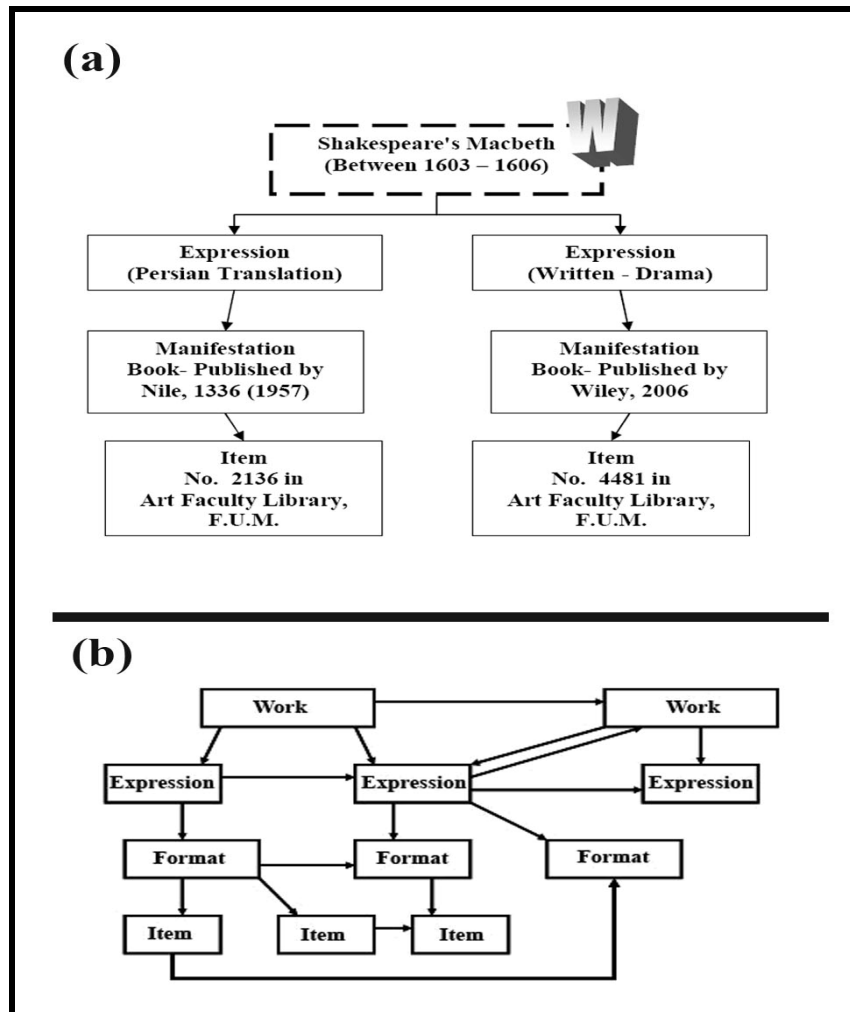 (a)
W
Shakespeare's Macbeth
(Between 1603 – 1606)
Expression
(Persian Translation)
Expression
(Written - Drama)
Manifestation
Book- Published by
Nile, 1336 (1957)
Manifestation
Book- Published by
Wiley, 2006
Item
No.  2136 in
Art Faculty Library,
F.U.M.
Item
No.  4481 in
Art Faculty Library,
F.U.M.
(b)
Work
Work
Expression
Expression
Expression
Format
Format
Format
Item
Item
Item